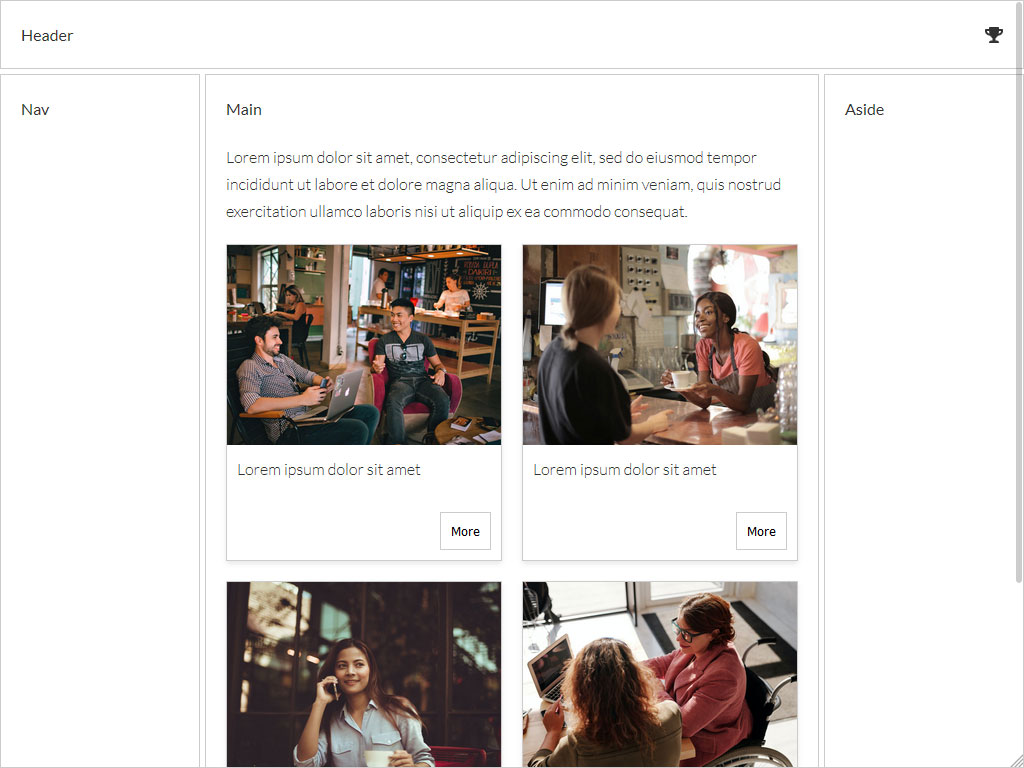 Header
Nav
Main
Aside
Lorem ipsum dolor sit amet, consectetur adipiscing elit, sed do eiusmod tempor
incididunt ut labore et dolore magna aliqua. Ut enim ad minim veniam, quis nostrud
exercitation ullamco laboris nisi ut aliquip ex ea commodo consequat.
DAIKIRI
Lorem ipsum dolor sit amet
More
Lorem ipsum dolor sit amet
More